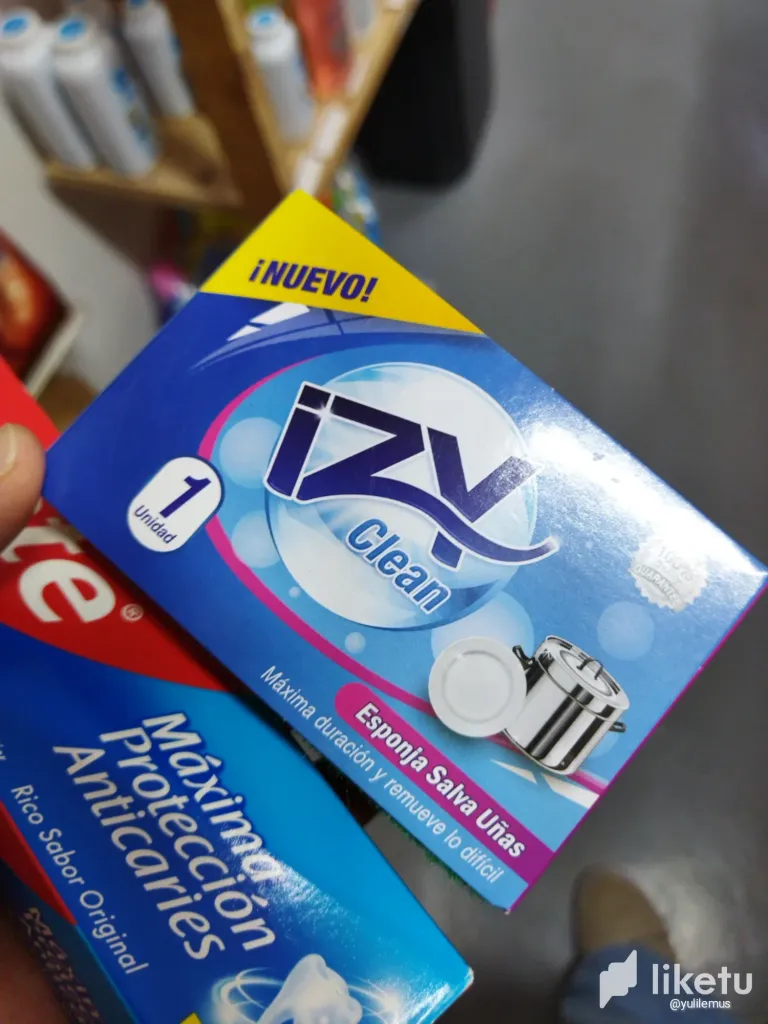 ¡NUEVO!
izy
Clean
1
Unidad
Esponja Salva Uñas
Máxima duración y remueve lo difícil
te®
Máxima
Protección
Anticaries
Rico Sabor Original
liketu
@yulilemus